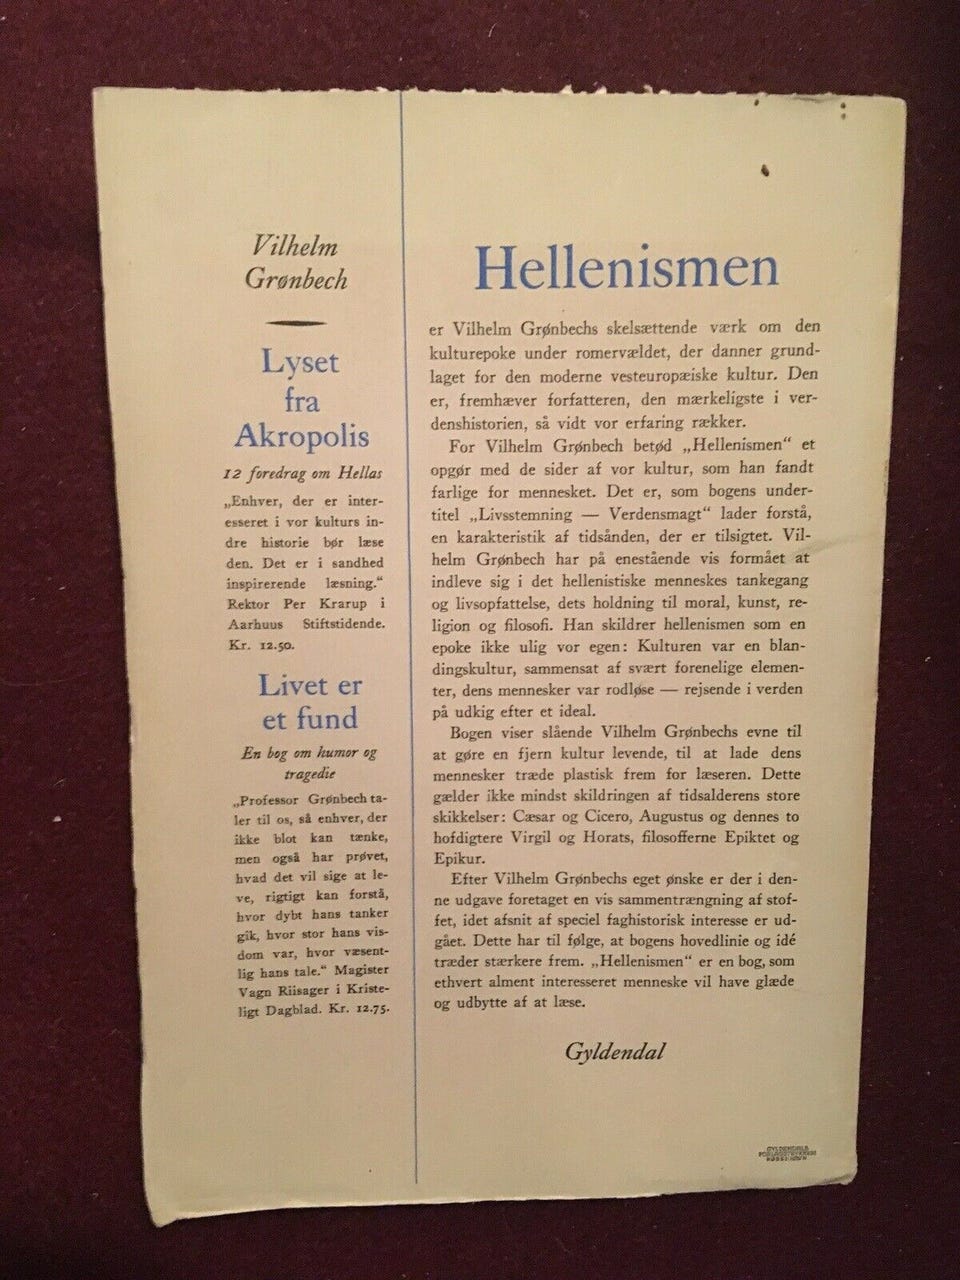 Vilhelm
Grønbech
Lyset
fra
Akropolis
12 foredrag om Hellas
„Enhver, der er inter-
esseret i vor kulturs in-
dre historie bør læse
den. Det er i sandhed
inspirerende læsning.“
Rektor Per Krarup i
Aarhuus Stiftstidende.
Kr. 12.50.
Livet er
et fund
En bog om humor og
tragedie
„Professor Grønbech ta-
ler til os, så enhver, der
ikke blot kan tænke,
men også har prøvet,
hvad det vil sige at le-
ve, rigtigt kan forstå,
hvor dybt hans tanker
gik, hvor stor hans vis-
dom var, hvor væsent-
lig hans tale.“ Magister
Vagn Riisager i Kriste-
ligt Dagblad. Kr. 12.75.
Hellenismen
er Vilhelm Grønbechs skelsættende værk om den
kulturepoke under romervældet, der danner grund-
laget for den moderne vesteuropæiske kultur. Den
er, fremhæver forfatteren, den mærkeligste i ver-
denshistorien, så vidt vor erfaring rækker.
For Vilhelm Grønbech betød „Hellenismen“ et
opgør med de sider af vor kultur, som han fandt
farlige for mennesket. Det er, som bogens under-
titel „Livsstemning — Verdensmagt“ lader forstå,
en karakteristik af tidsånden, der er tilsigtet. Vil-
helm Grønbech har på enestående vis formået at
indleve sig i det hellenistiske menneskes tankegang
og livsopfattelse, dets holdning til moral, kunst, re-
ligion og filosofi. Han skildrer hellenismen som en
epoke ikke ulig vor egen: Kulturen var en blan-
dingskultur, sammensat af svært forenelige elemen-
ter, dens mennesker var rodløse — rejsende i verden
på udkig efter et ideal.
Bogen viser slående Vilhelm Grønbechs evne til
at gøre en fjern kultur levende, til at lade dens
mennesker træde plastisk frem for læseren. Dette
gælder ikke mindst skildringen af tidsalderens store
skikkelser: Cæsar og Cicero, Augustus og dennes to
hofdigtere Virgil og Horats, filosofferne Epiktet og
Epikur.
Efter Vilhelm Grønbechs eget ønske er der i den-
ne udgave foretaget en vis sammentrængning af stof-
fet, idet afsnit af speciel faghistorisk interesse er ud-
gået. Dette har til følge, at bogens hovedlinie og idé
træder stærkere frem. „Hellenismen“ er en bog, som
ethvert alment interesseret menneske vil have glæde
og udbytte af at læse.
Gyldendal
GYLDENDALS
FORLAGSTRYKKERI
KØBENHAVN